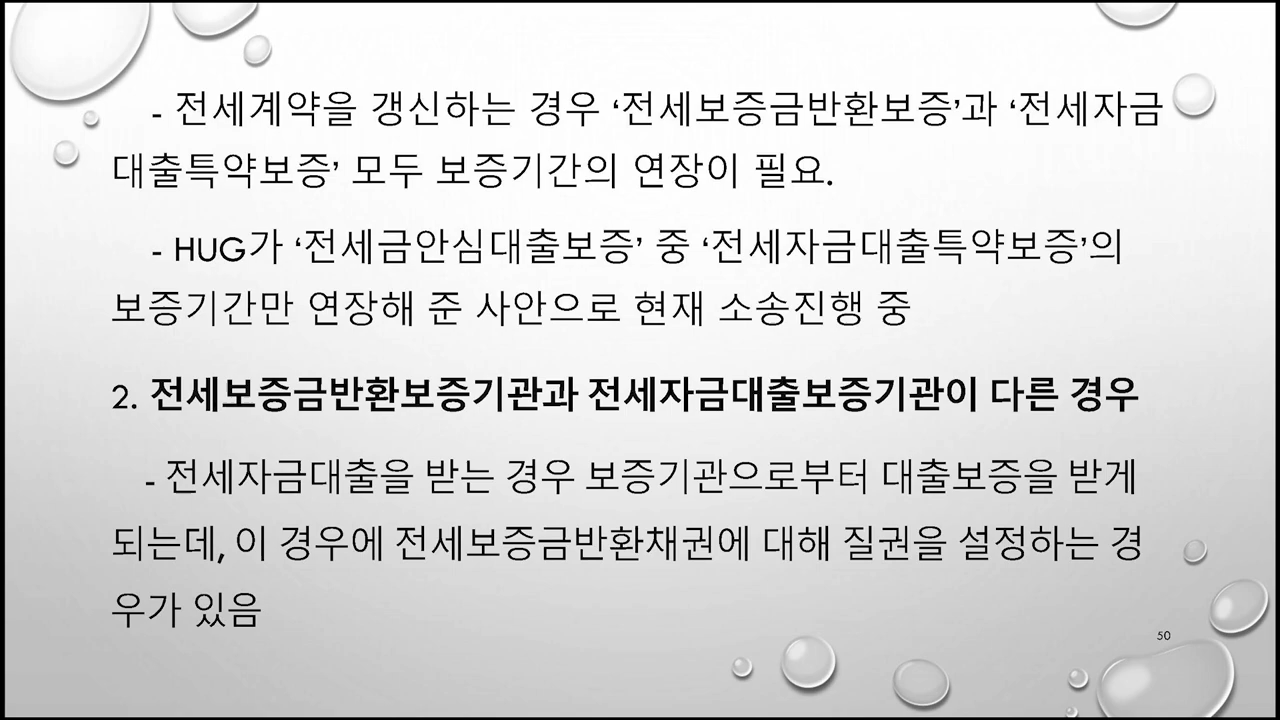 - 전세계약을 갱신하는 경우 ‘전세보증금반환보증’과 ‘전세자금
대출특약보증’ 모두 보증기간의 연장이 필요.
- HUG가 ‘전세금안심대출보증’ 중 ‘전세자금대출특약보증’의
보증기간만 연장해 준 사안으로 현재 소송진행 중
2. 전세보증금반환보증기관과 전세자금대출보증기관이 다른 경우
- 전세자금대출을 받는 경우 보증기관으로부터 대출보증을 받게
되는데, 이 경우에 전세보증금반환채권에 대해 질권을 설정하는 경
우가 있음
50